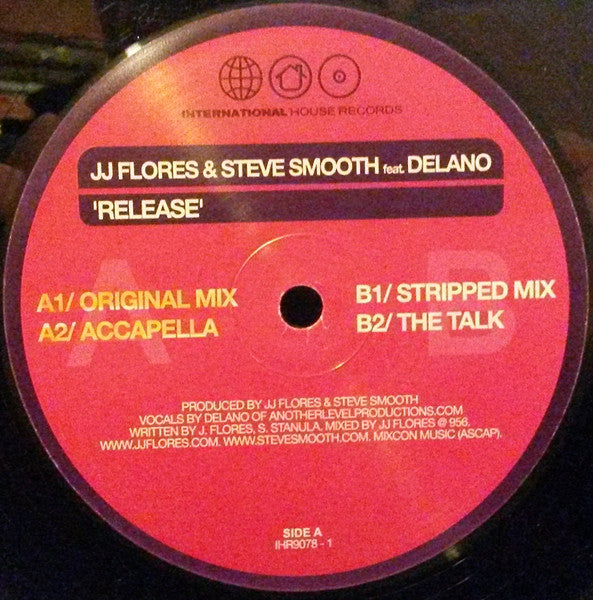 INTERNATIONAL HOUSE RECORDS
JJ FLORES & STEVE SMOOTH feat. DELANO
'RELEASE'
A
B
A1/ ORIGINAL MIX
A2/ ACCAPELLA
B1/ STRIPPED MIX
B2/ THE TALK
PRODUCED BY JJ FLORES & STEVE SMOOTH
VOCALS BY DELANO OF ANOTHERLEVELPRODUCTIONS.COM
WRITTEN BY J. FLORES, S. STANULA. MIXED BY JJ FLORES @ 956.
WWW.JJFLORES.COM. WWW.STEVESMOOTH.COM. MIXCON MUSIC (ASCAP).
SIDE A
IHR9078 - 1